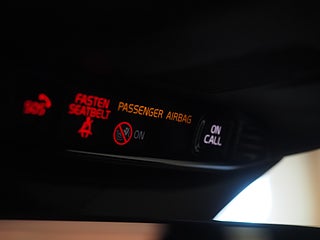 SOS
FASTEN
SEATBELT
PASSENGER AIRBAG
ON
ON
CALL